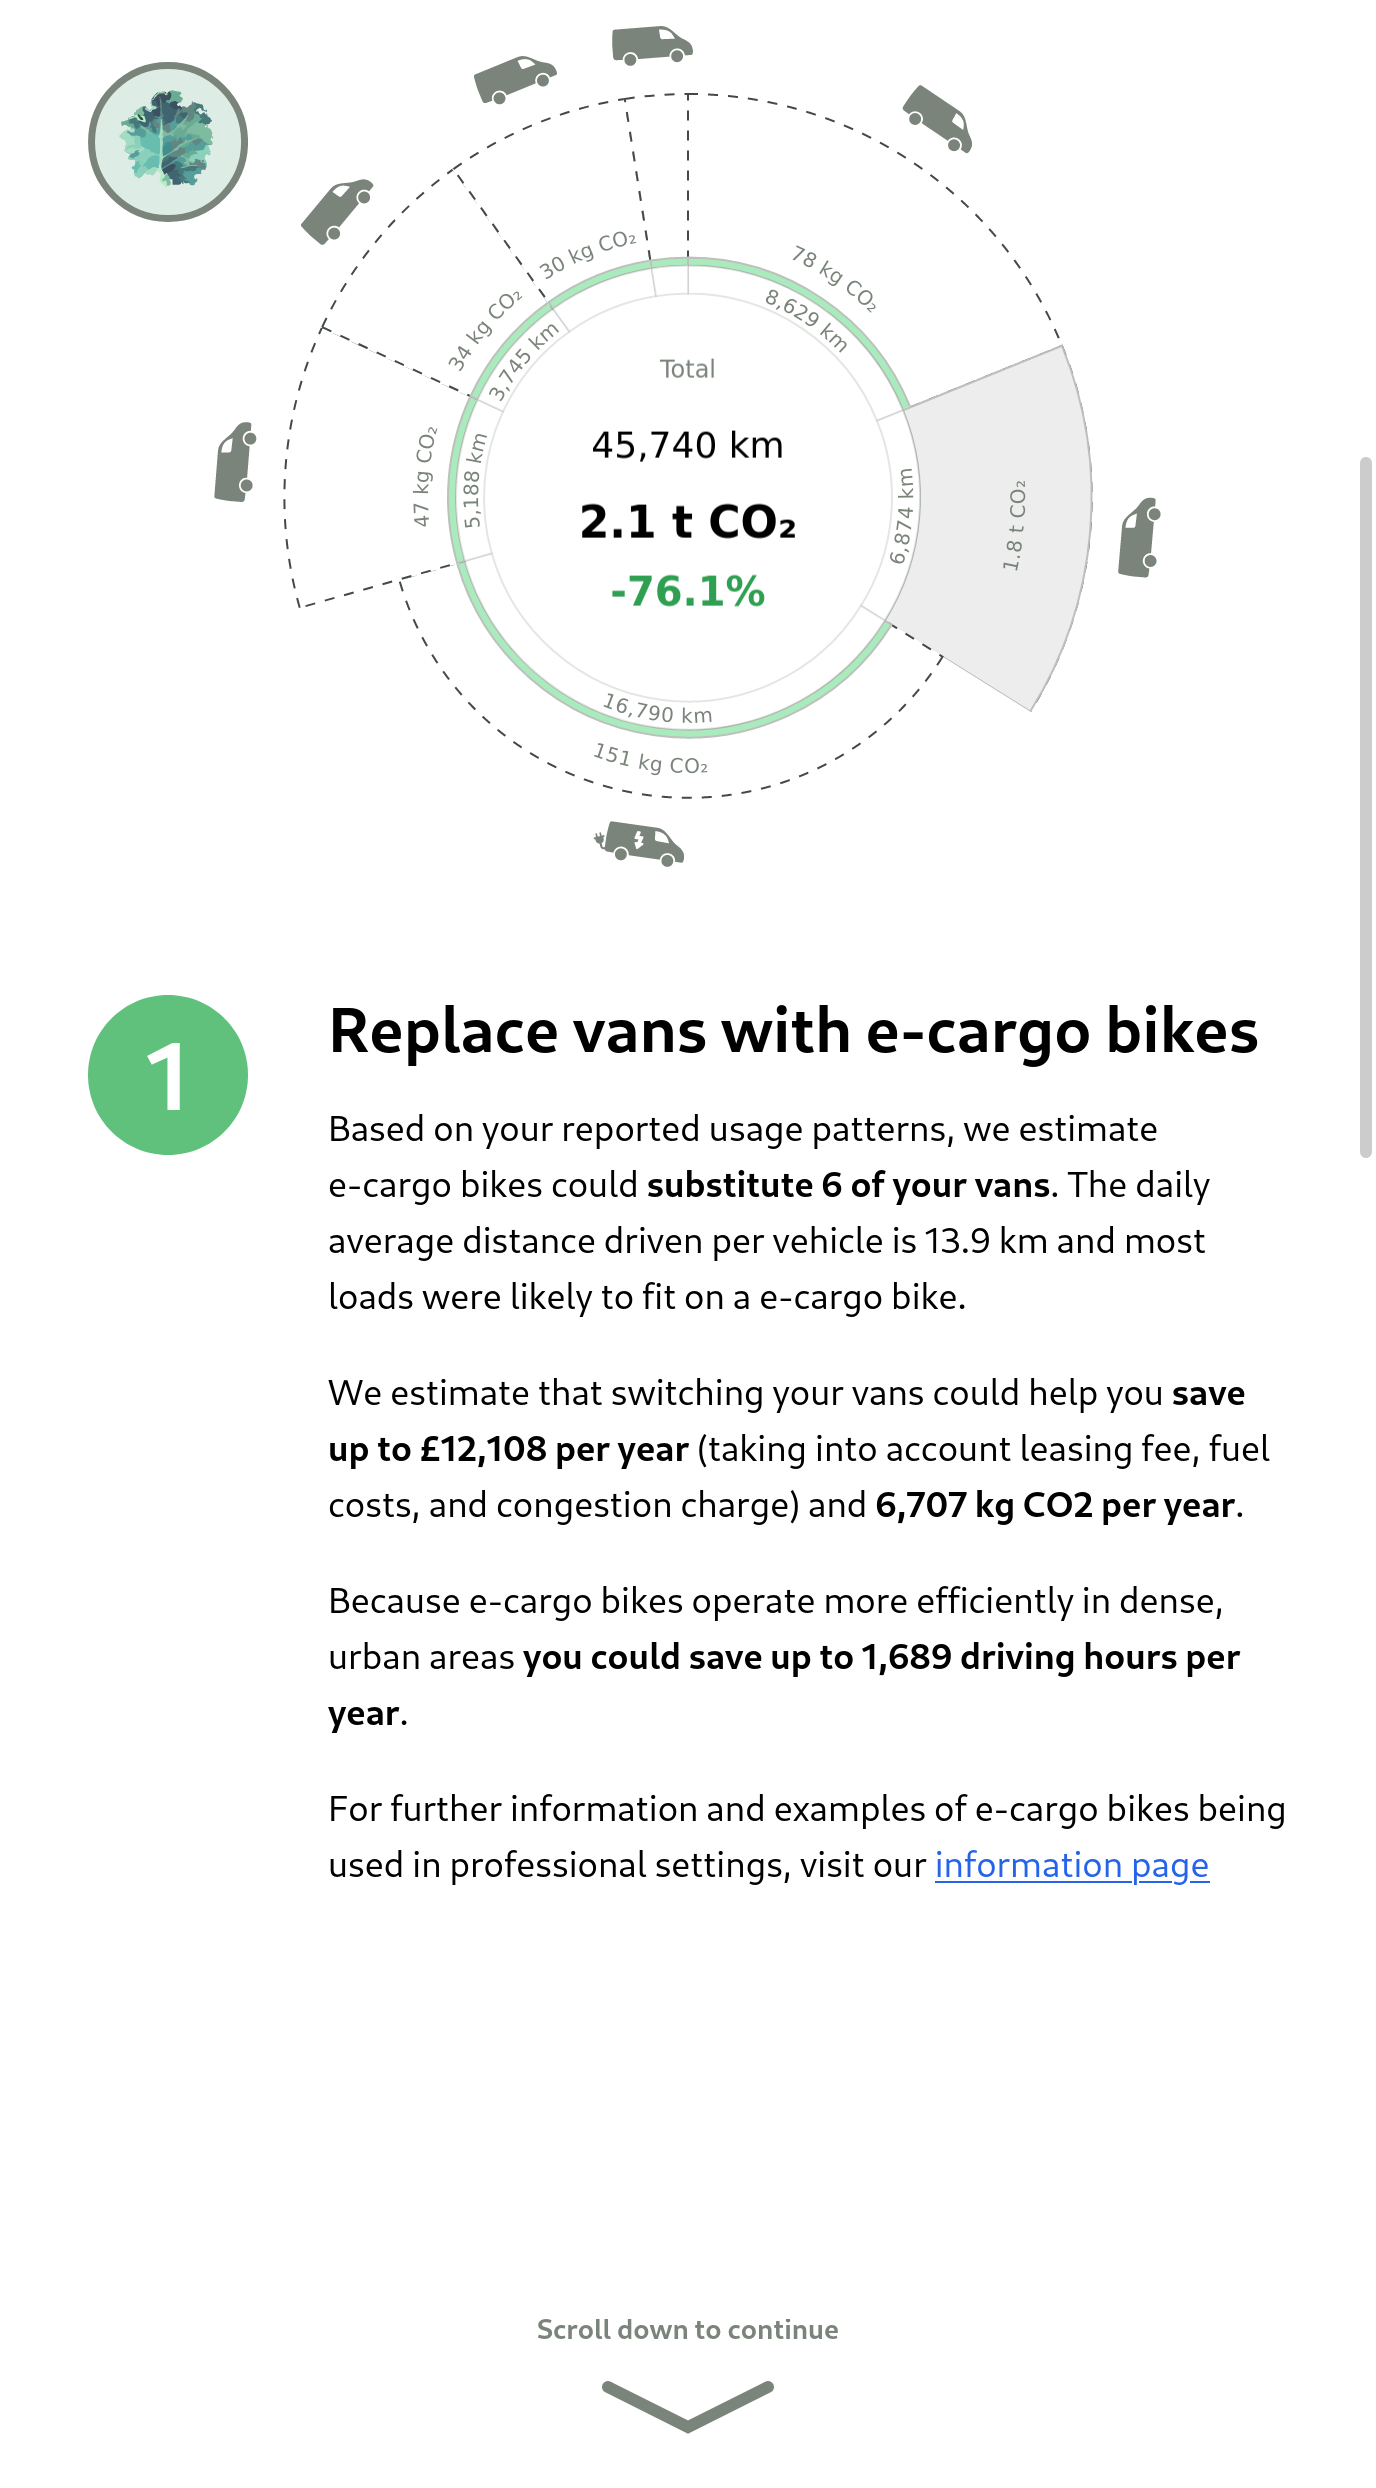 30 kg CO₂
78 kg CO₂
34 kg CO₂
8,629 km
3,745 km
Total
47 kg CO₂
5,188 km
45,740 km
6,874 km
1.8 t CO₂
2.1 t CO₂
-76.1%
16,790 km
151 kg CO₂
1
Replace vans with e-cargo bikes
Based on your reported usage patterns, we estimate
e-cargo bikes could substitute 6 of your vans. The daily
average distance driven per vehicle is 13.9 km and most
loads were likely to fit on a e-cargo bike.
We estimate that switching your vans could help you save
up to £12,108 per year (taking into account leasing fee, fuel
costs, and congestion charge) and 6,707 kg CO2 per year.
Because e-cargo bikes operate more efficiently in dense,
urban areas you could save up to 1,689 driving hours per
year.
For further information and examples of e-cargo bikes being
used in professional settings, visit our information page
Scroll down to continue